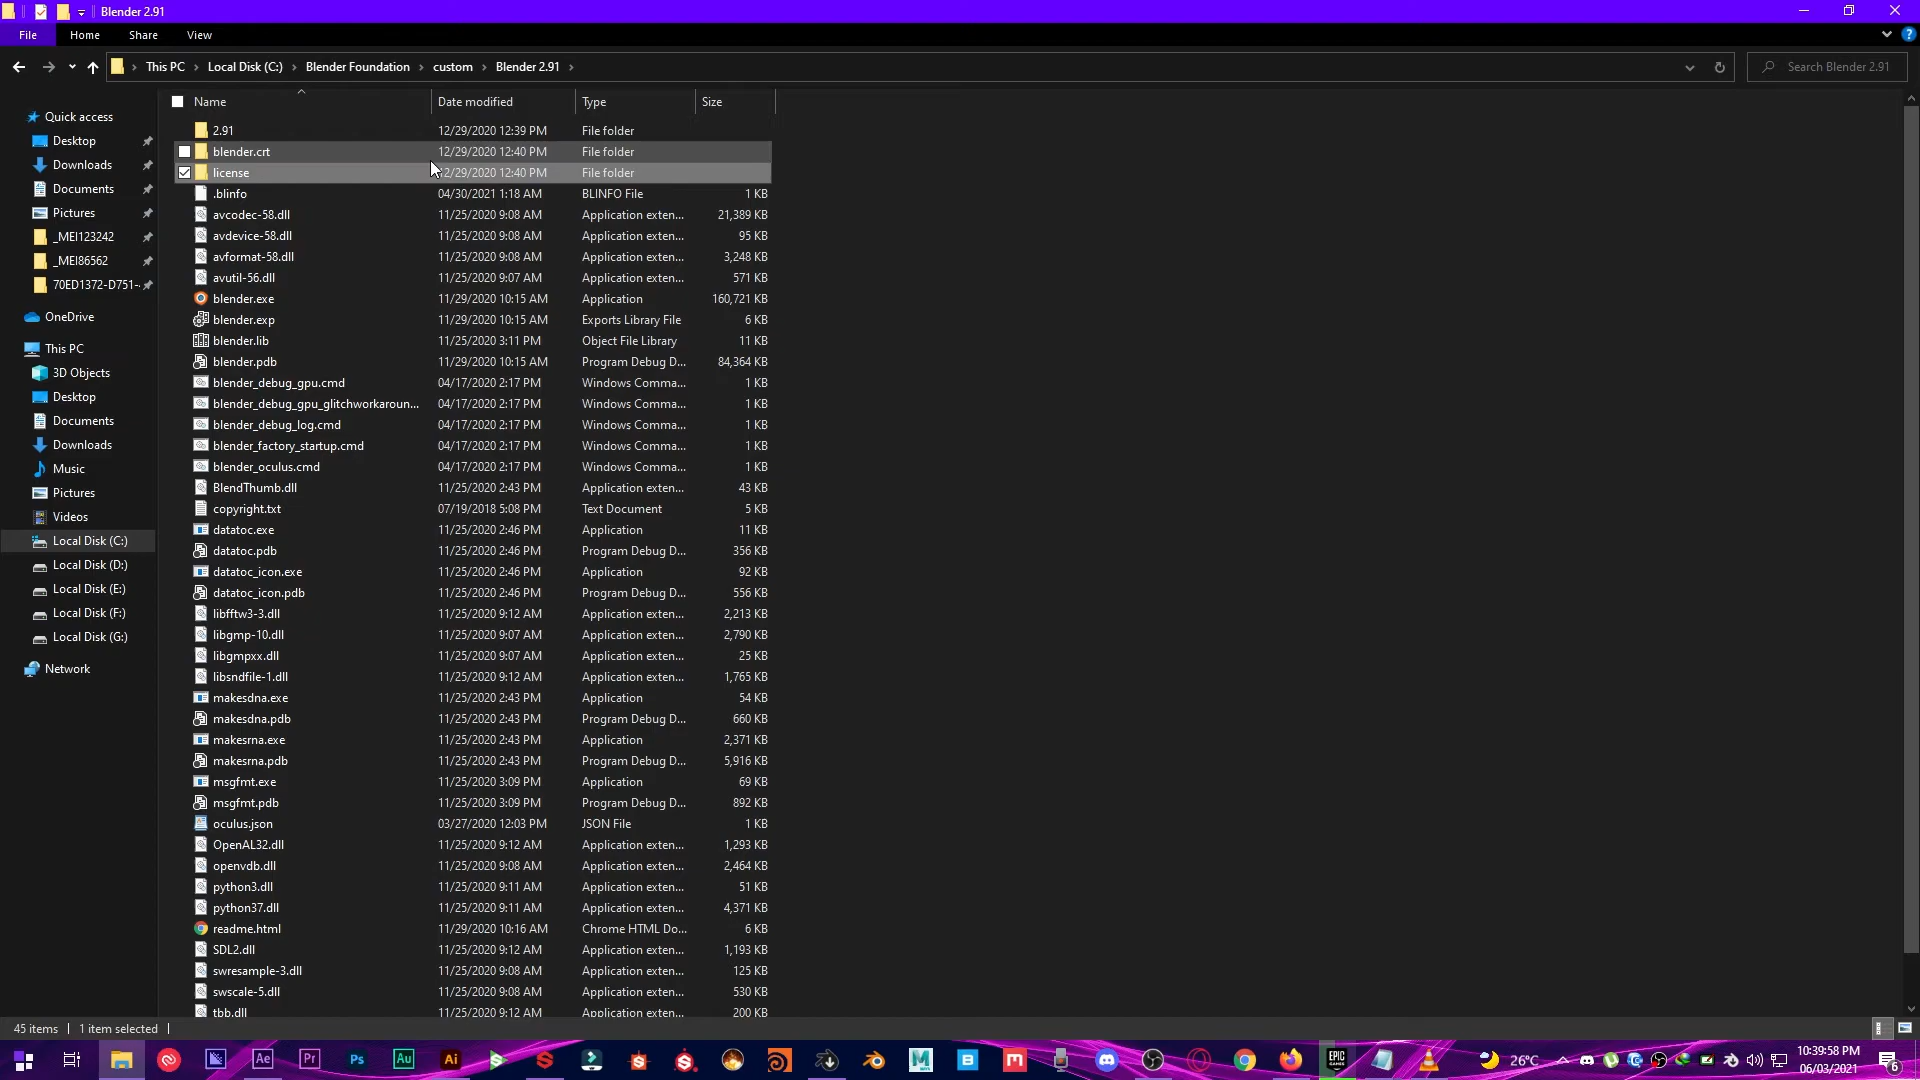 Blender 2.91
File Home Share View
This PC Local Disk (C:) Blender Foundation custom Blender 2.91
Search Blender 2.91
Name Date modified Type Size
Quick access
Desktop
Downloads
Documents
Pictures
_MEI123242
_MEI86562
70ED1372-D751-
OneDrive
This PC
3D Objects
Desktop
Documents
Downloads
Music
Pictures
Videos
Local Disk (C:)
Local Disk (D:)
Local Disk (E:)
Local Disk (F:)
Local Disk (G:)
Network
2.91 12/29/2020 12:39 PM File folder
blender.crt 12/29/2020 12:40 PM File folder
license 12/29/2020 12:40 PM File folder
.blinfo 04/30/2021 1:18 AM BLINFO File 1 KB
avcodec-58.dll 11/25/2020 9:08 AM Application exten... 21,389 KB
avdevice-58.dll 11/25/2020 9:08 AM Application exten... 95 KB
avformat-58.dll 11/25/2020 9:08 AM Application exten... 3,248 KB
avutil-56.dll 11/25/2020 9:07 AM Application exten... 571 KB
blender.exe 11/29/2020 10:15 AM Application 160,721 KB
blender.exp 11/29/2020 10:15 AM Exports Library File 6 KB
blender.lib 11/25/2020 3:11 PM Object File Library 11 KB
blender.pdb 11/29/2020 10:15 AM Program Debug D... 84,364 KB
blender_debug_gpu.cmd 04/17/2020 2:17 PM Windows Comma... 1 KB
blender_debug_gpu_glitchworkaroun... 04/17/2020 2:17 PM Windows Comma... 1 KB
blender_debug_log.cmd 04/17/2020 2:17 PM Windows Comma... 1 KB
blender_factory_startup.cmd 04/17/2020 2:17 PM Windows Comma... 1 KB
blender_oculus.cmd 04/17/2020 2:17 PM Windows Comma... 1 KB
BlendThumb.dll 11/25/2020 2:43 PM Application exten... 43 KB
copyright.txt 07/19/2018 5:08 PM Text Document 5 KB
datatoc.exe 11/25/2020 2:46 PM Application 11 KB
datatoc.pdb 11/25/2020 2:46 PM Program Debug D... 356 KB
datatoc_icon.exe 11/25/2020 2:46 PM Application 92 KB
datatoc_icon.pdb 11/25/2020 2:46 PM Program Debug D... 556 KB
libfftw3-3.dll 11/25/2020 9:12 AM Application exten... 2,213 KB
libgmp-10.dll 11/25/2020 9:07 AM Application exten... 2,790 KB
libgmpxx.dll 11/25/2020 9:07 AM Application exten... 25 KB
libsndfile-1.dll 11/25/2020 9:12 AM Application exten... 1,765 KB
makesdna.exe 11/25/2020 2:43 PM Application 54 KB
makesdna.pdb 11/25/2020 2:43 PM Program Debug D... 660 KB
makesrna.exe 11/25/2020 2:43 PM Application 2,371 KB
makesrna.pdb 11/25/2020 2:43 PM Program Debug D... 5,916 KB
msgfmt.exe 11/25/2020 3:09 PM Application 69 KB
msgfmt.pdb 11/25/2020 3:09 PM Program Debug D... 892 KB
oculus.json 03/27/2020 12:03 PM JSON File 1 KB
OpenAL32.dll 11/25/2020 9:12 AM Application exten... 1,293 KB
openvdb.dll 11/25/2020 9:08 AM Application exten... 2,464 KB
python3.dll 11/25/2020 9:11 AM Application exten... 51 KB
python37.dll 11/25/2020 9:11 AM Application exten... 4,371 KB
readme.html 11/29/2020 10:16 AM Chrome HTML Do... 6 KB
SDL2.dll 11/25/2020 9:12 AM Application exten... 1,193 KB
swresample-3.dll 11/25/2020 9:08 AM Application exten... 125 KB
swscale-5.dll 11/25/2020 9:08 AM Application exten... 530 KB
tbb.dll 11/25/2020 9:12 AM Application exten... 200 KB
45 items 1 item selected
Ae Pr Ps Au Ai
EPIC GAMES
26°C
10:39:58 PM
06/03/2021
6